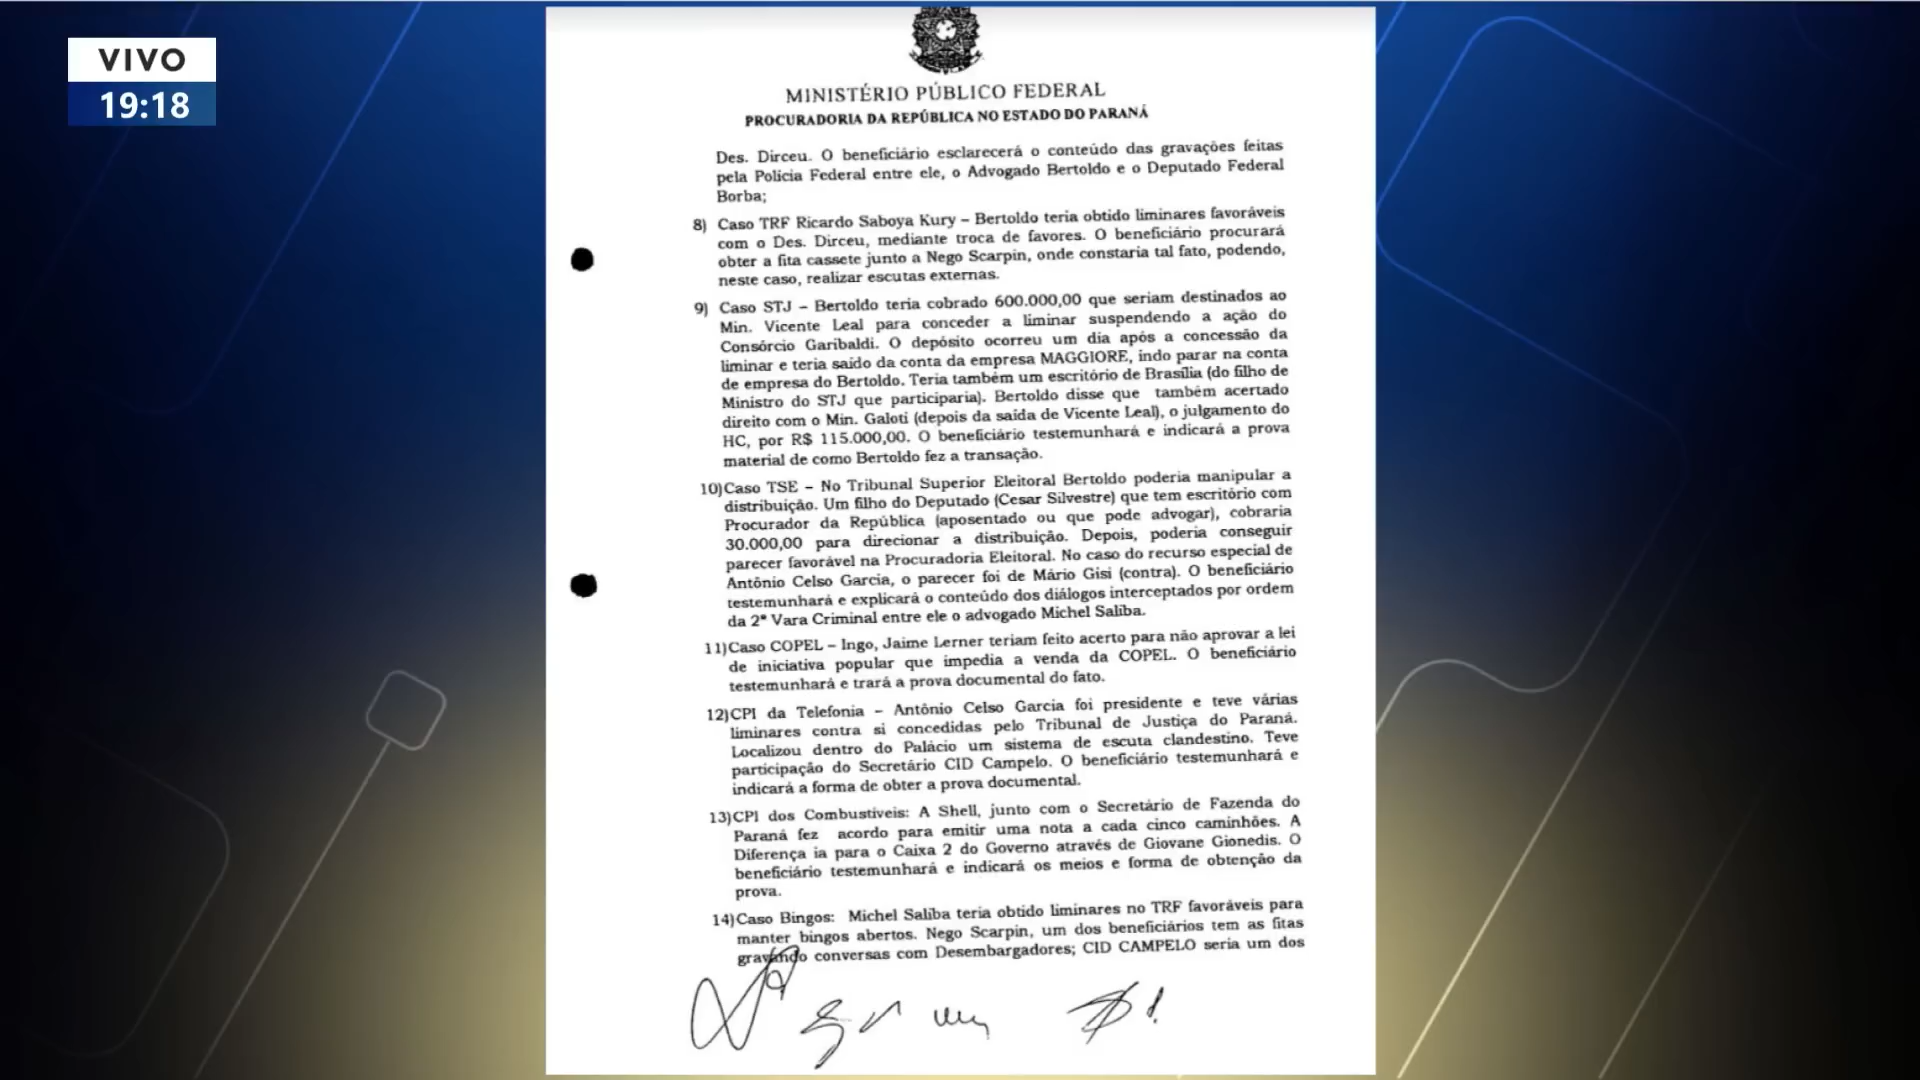 VIVO
19:18
MINISTÉRIO PÚBLICO FEDERAL
PROCURADORIA DA REPÚBLICA NO ESTADO DO PARANÁ
Des. Dirceu. O beneficiário esclarecerá o conteúdo das gravações feitas
pela Polícia Federal entre ele, o Advogado Bertoldo e o Deputado Federal
Borba;
8) Caso TRF Ricardo Saboya Kury – Bertoldo teria obtido liminares favoráveis
com o Des. Dirceu, mediante troca de favores. O beneficiário procurará
obter a fita cassete junto a Nego Scarpin, onde constaria tal fato, podendo,
neste caso, realizar escutas externas.
9) Caso STJ – Bertoldo teria cobrado 600.000,00 que seriam destinados ao
Min. Vicente Leal para conceder a liminar suspendendo a ação do
Consórcio Garibaldi. O depósito ocorreu um dia após a concessão da
liminar e teria saído da conta da empresa MAGGIORE, indo parar na conta
de empresa do Bertoldo. Teria também um escritório de Brasília (do filho de
Ministro do STJ que participaria). Bertoldo disse que também acertado
direito com o Min. Galoti (depois da saída de Vicente Leal), o julgamento do
HC, por R$ 115.000,00. O beneficiário testemunhará e indicará a prova
material de como Bertoldo fez a transação.
10)Caso TSE – No Tribunal Superior Eleitoral Bertoldo poderia manipular a
distribuição. Um filho do Deputado (Cesar Silvestre) que tem escritório com
Procurador da República (aposentado ou que pode advogar), cobraria
30.000,00 para direcionar a distribuição. Depois, poderia conseguir
parecer favorável na Procuradoria Eleitoral. No caso do recurso especial de
Antônio Celso Garcia, o parecer foi de Mário Gisi (contra). O beneficiário
testemunhará e explicará o conteúdo dos diálogos interceptados por ordem
da 2ª Vara Criminal entre ele o advogado Michel Saliba.
11)Caso COPEL – Ingo, Jaime Lerner teriam feito acerto para não aprovar a lei
de iniciativa popular que impedia a venda da COPEL. O beneficiário
testemunhará e trará a prova documental do fato.
12)CPI da Telefonia – Antônio Celso Garcia foi presidente e teve várias
liminares contra si concedidas pelo Tribunal de Justiça do Paraná.
Localizou dentro do Palácio um sistema de escuta clandestino. Teve
participação do Secretário CID Campelo. O beneficiário testemunhará e
indicará a forma de obter a prova documental.
13)CPI dos Combustíveis: A Shell, junto com o Secretário de Fazenda do
Paraná fez acordo para emitir uma nota a cada cinco caminhões. A
Diferença ia para o Caixa 2 do Governo através de Giovane Gionedis. O
beneficiário testemunhará e indicará os meios e forma de obtenção da
prova.
14)Caso Bingos: Michel Saliba teria obtido liminares no TRF favoráveis para
manter bingos abertos. Nego Scarpin, um dos beneficiários tem as fitas
gravando conversas com Desembargadores; CID CAMPELO seria um dos